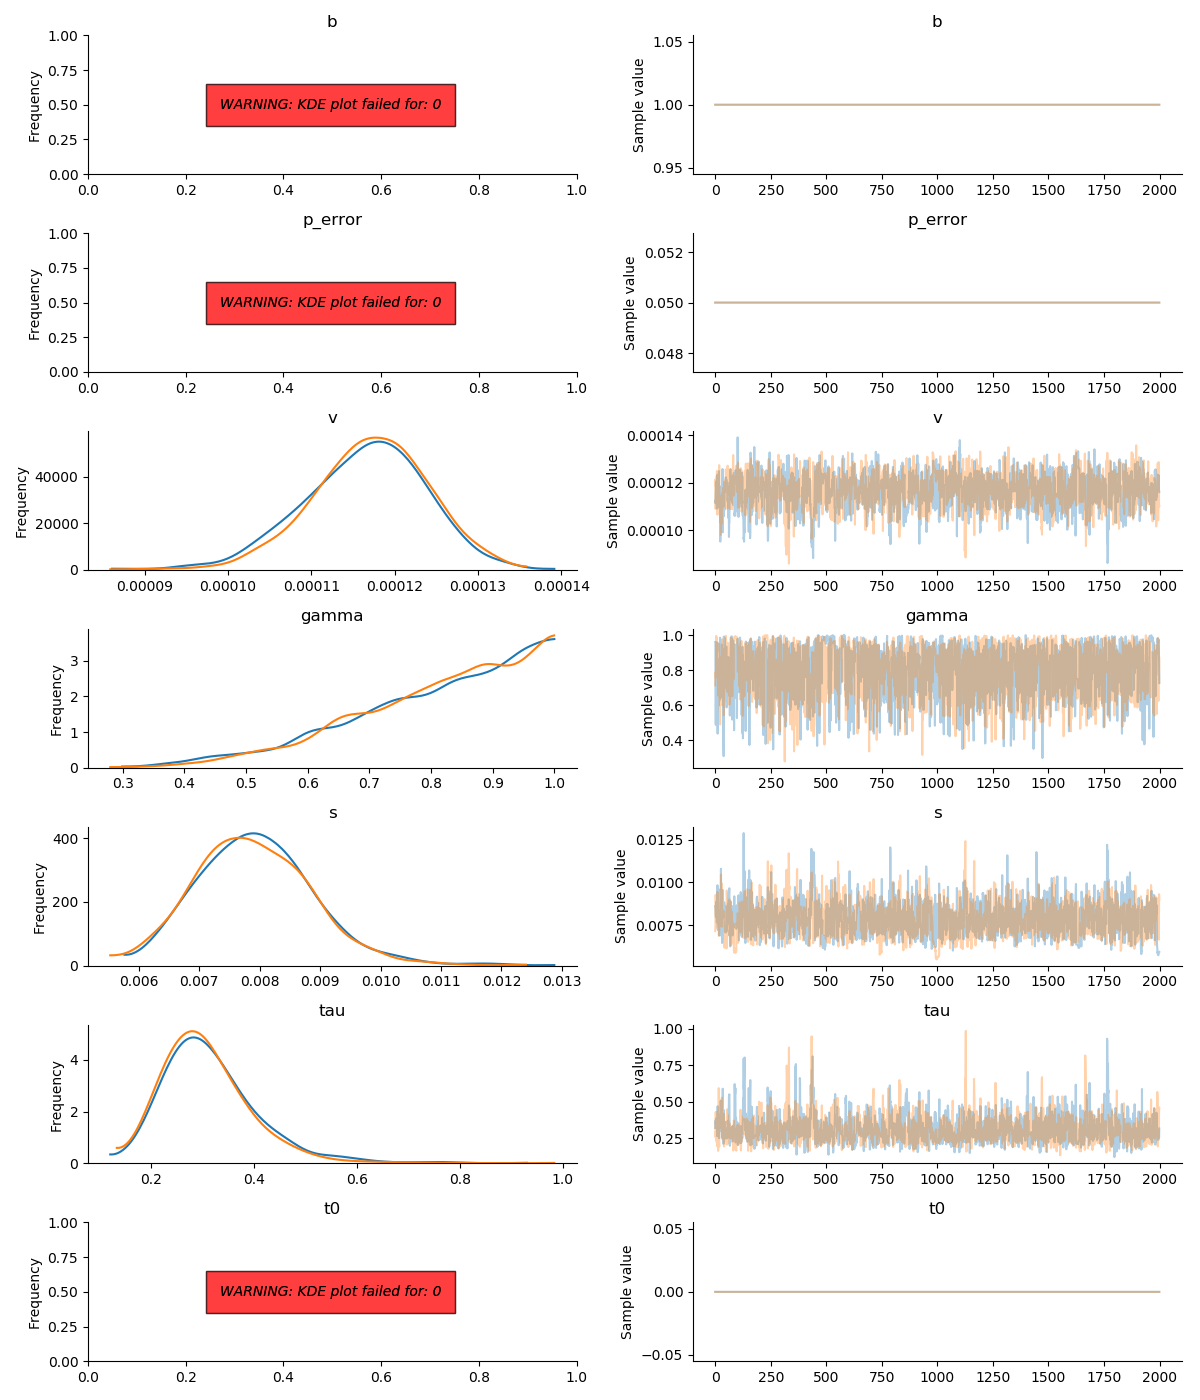 b
b
1.00
0.75
0.50
0.25
0.00
Frequency
WARNING: KDE plot failed for: 0
0.0 0.2 0.4 0.6 0.8 1.0
1.05
1.00
0.95
Sample value
0 250 500 750 1000 1250 1500 1750 2000
p_error
p_error
1.00
0.75
0.50
0.25
0.00
Frequency
WARNING: KDE plot failed for: 0
0.0 0.2 0.4 0.6 0.8 1.0
0.052
0.050
0.048
Sample value
0 250 500 750 1000 1250 1500 1750 2000
v
v
40000
20000
0
Frequency
0.00009 0.00010 0.00011 0.00012 0.00013 0.00014
0.00014
0.00012
0.00010
Sample value
0 250 500 750 1000 1250 1500 1750 2000
gamma
gamma
3
2
1
0
Frequency
0.3 0.4 0.5 0.6 0.7 0.8 0.9 1.0
1.0
0.8
0.6
0.4
Sample value
0 250 500 750 1000 1250 1500 1750 2000
s
s
400
200
0
Frequency
0.006 0.007 0.008 0.009 0.010 0.011 0.012 0.013
0.0125
0.0100
0.0075
Sample value
0 250 500 750 1000 1250 1500 1750 2000
tau
tau
4
2
0
Frequency
0.2 0.4 0.6 0.8 1.0
1.00
0.75
0.50
0.25
Sample value
0 250 500 750 1000 1250 1500 1750 2000
t0
t0
1.00
0.75
0.50
0.25
0.00
Frequency
WARNING: KDE plot failed for: 0
0.0 0.2 0.4 0.6 0.8 1.0
0.05
0.00
−0.05
Sample value
0 250 500 750 1000 1250 1500 1750 2000